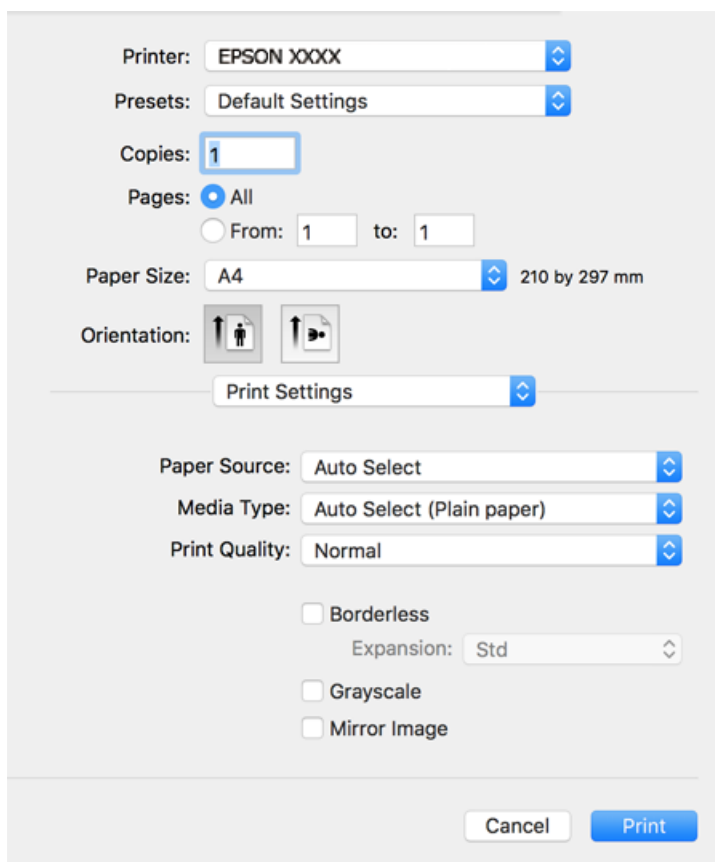 Printer: EPSON XXXX
Presets: Default Settings
Copies: 1
Pages: All
From: 1 to: 1
Paper Size: A4 210 by 297 mm
Orientation:
Print Settings
Paper Source: Auto Select
Media Type: Auto Select (Plain paper)
Print Quality: Normal
Borderless
Expansion: Std
Grayscale
Mirror Image
Cancel Print